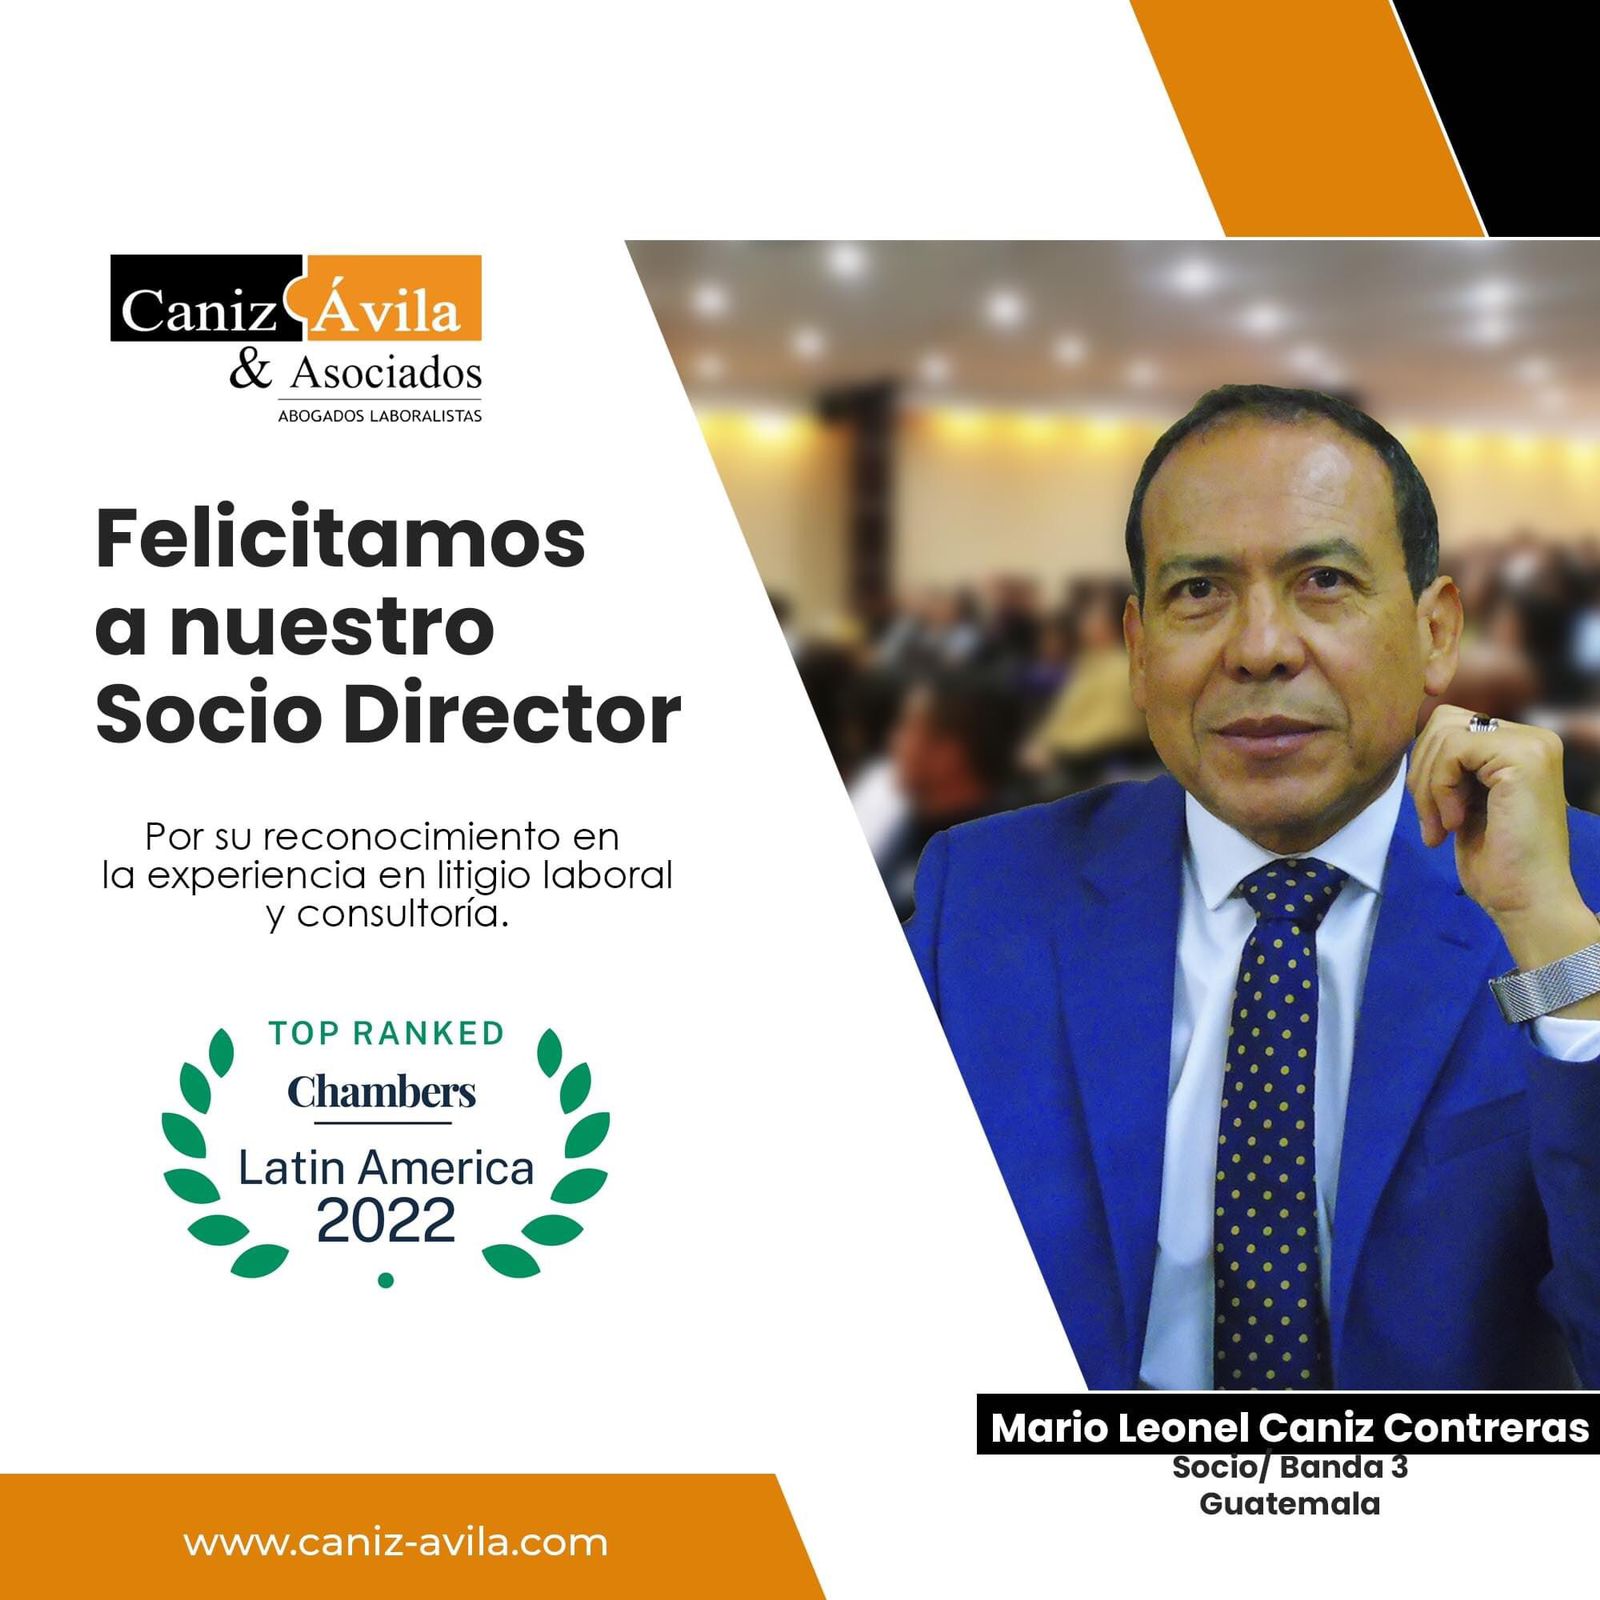 Caniz Ávila
& Asociados
ABOGADOS LABORALISTAS
Felicitamos
a nuestro
Socio Director
Por su reconocimiento en
la experiencia en litigio laboral
y consultoría.
TOP RANKED
Chambers
Latin America
2022
Mario Leonel Caniz Contreras
Socio/ Banda 3
Guatemala
www.caniz-avila.com